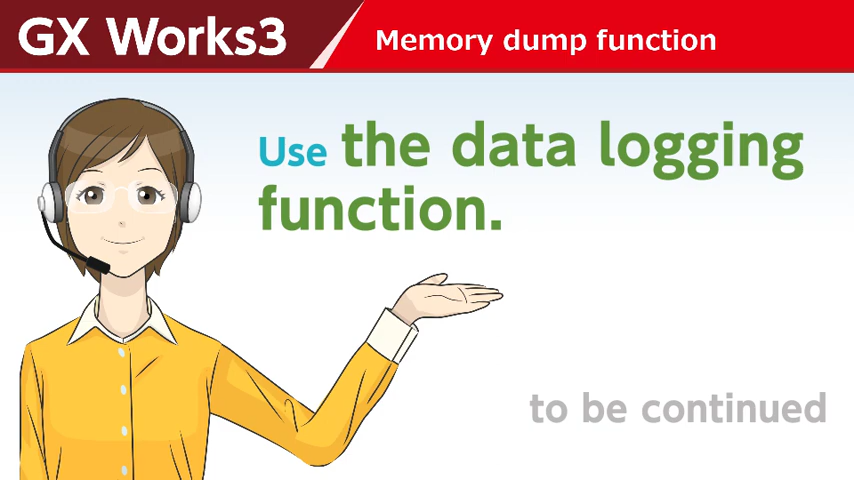 GX Works3
Memory dump function
Use the data logging
function.
to be continued